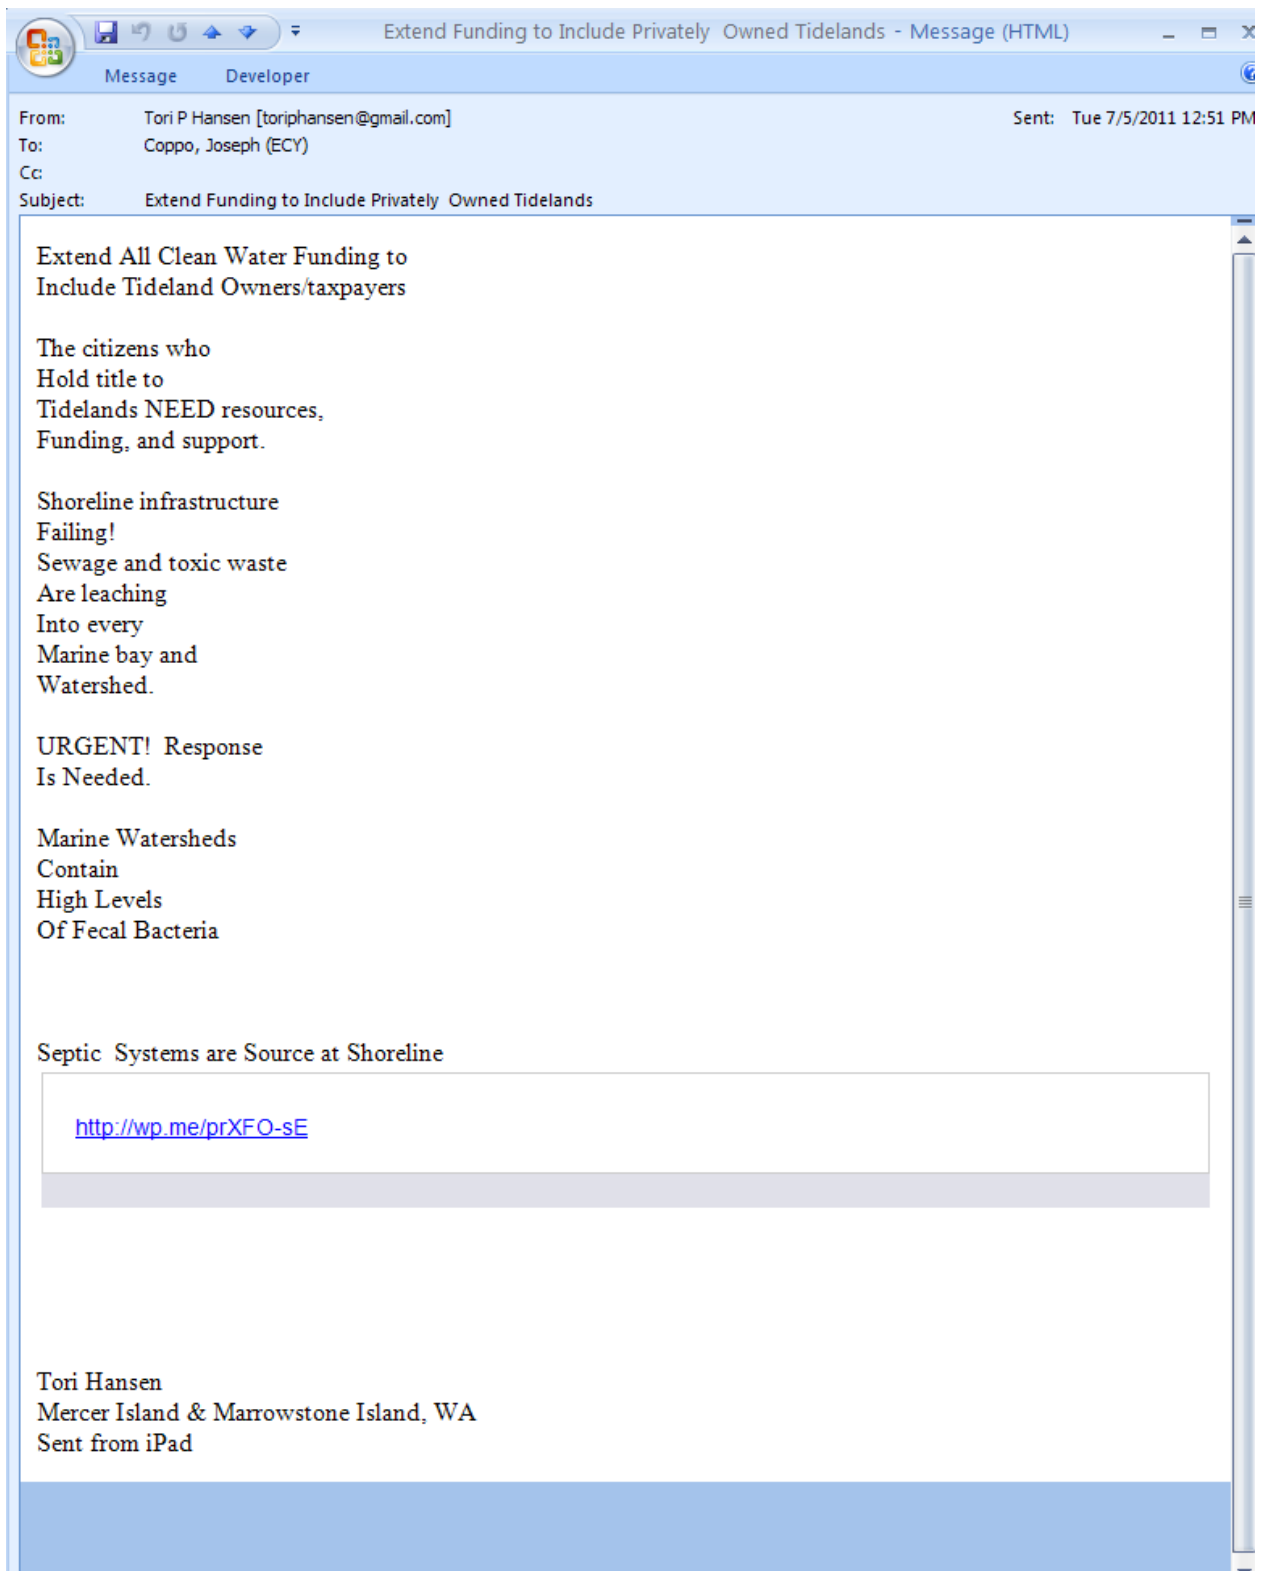 Extend Funding to Include Privately  Owned Tidelands - Message (HTML)
Message Developer
From: Tori P Hansen [toriphansen@gmail.com] Sent: Tue 7/5/2011 12:51 PM
To: Coppo, Joseph (ECY)
Cc:
Subject: Extend Funding to Include Privately  Owned Tidelands
Extend All Clean Water Funding to
Include Tideland Owners/taxpayers
The citizens who
Hold title to
Tidelands NEED resources,
Funding, and support.
Shoreline infrastructure
Failing!
Sewage and toxic waste
Are leaching
Into every
Marine bay and
Watershed.
URGENT!  Response
Is Needed.
Marine Watersheds
Contain
High Levels
Of Fecal Bacteria
Septic  Systems are Source at Shoreline
http://wp.me/prXFO-sE
Tori Hansen
Mercer Island & Marrowstone Island, WA
Sent from iPad